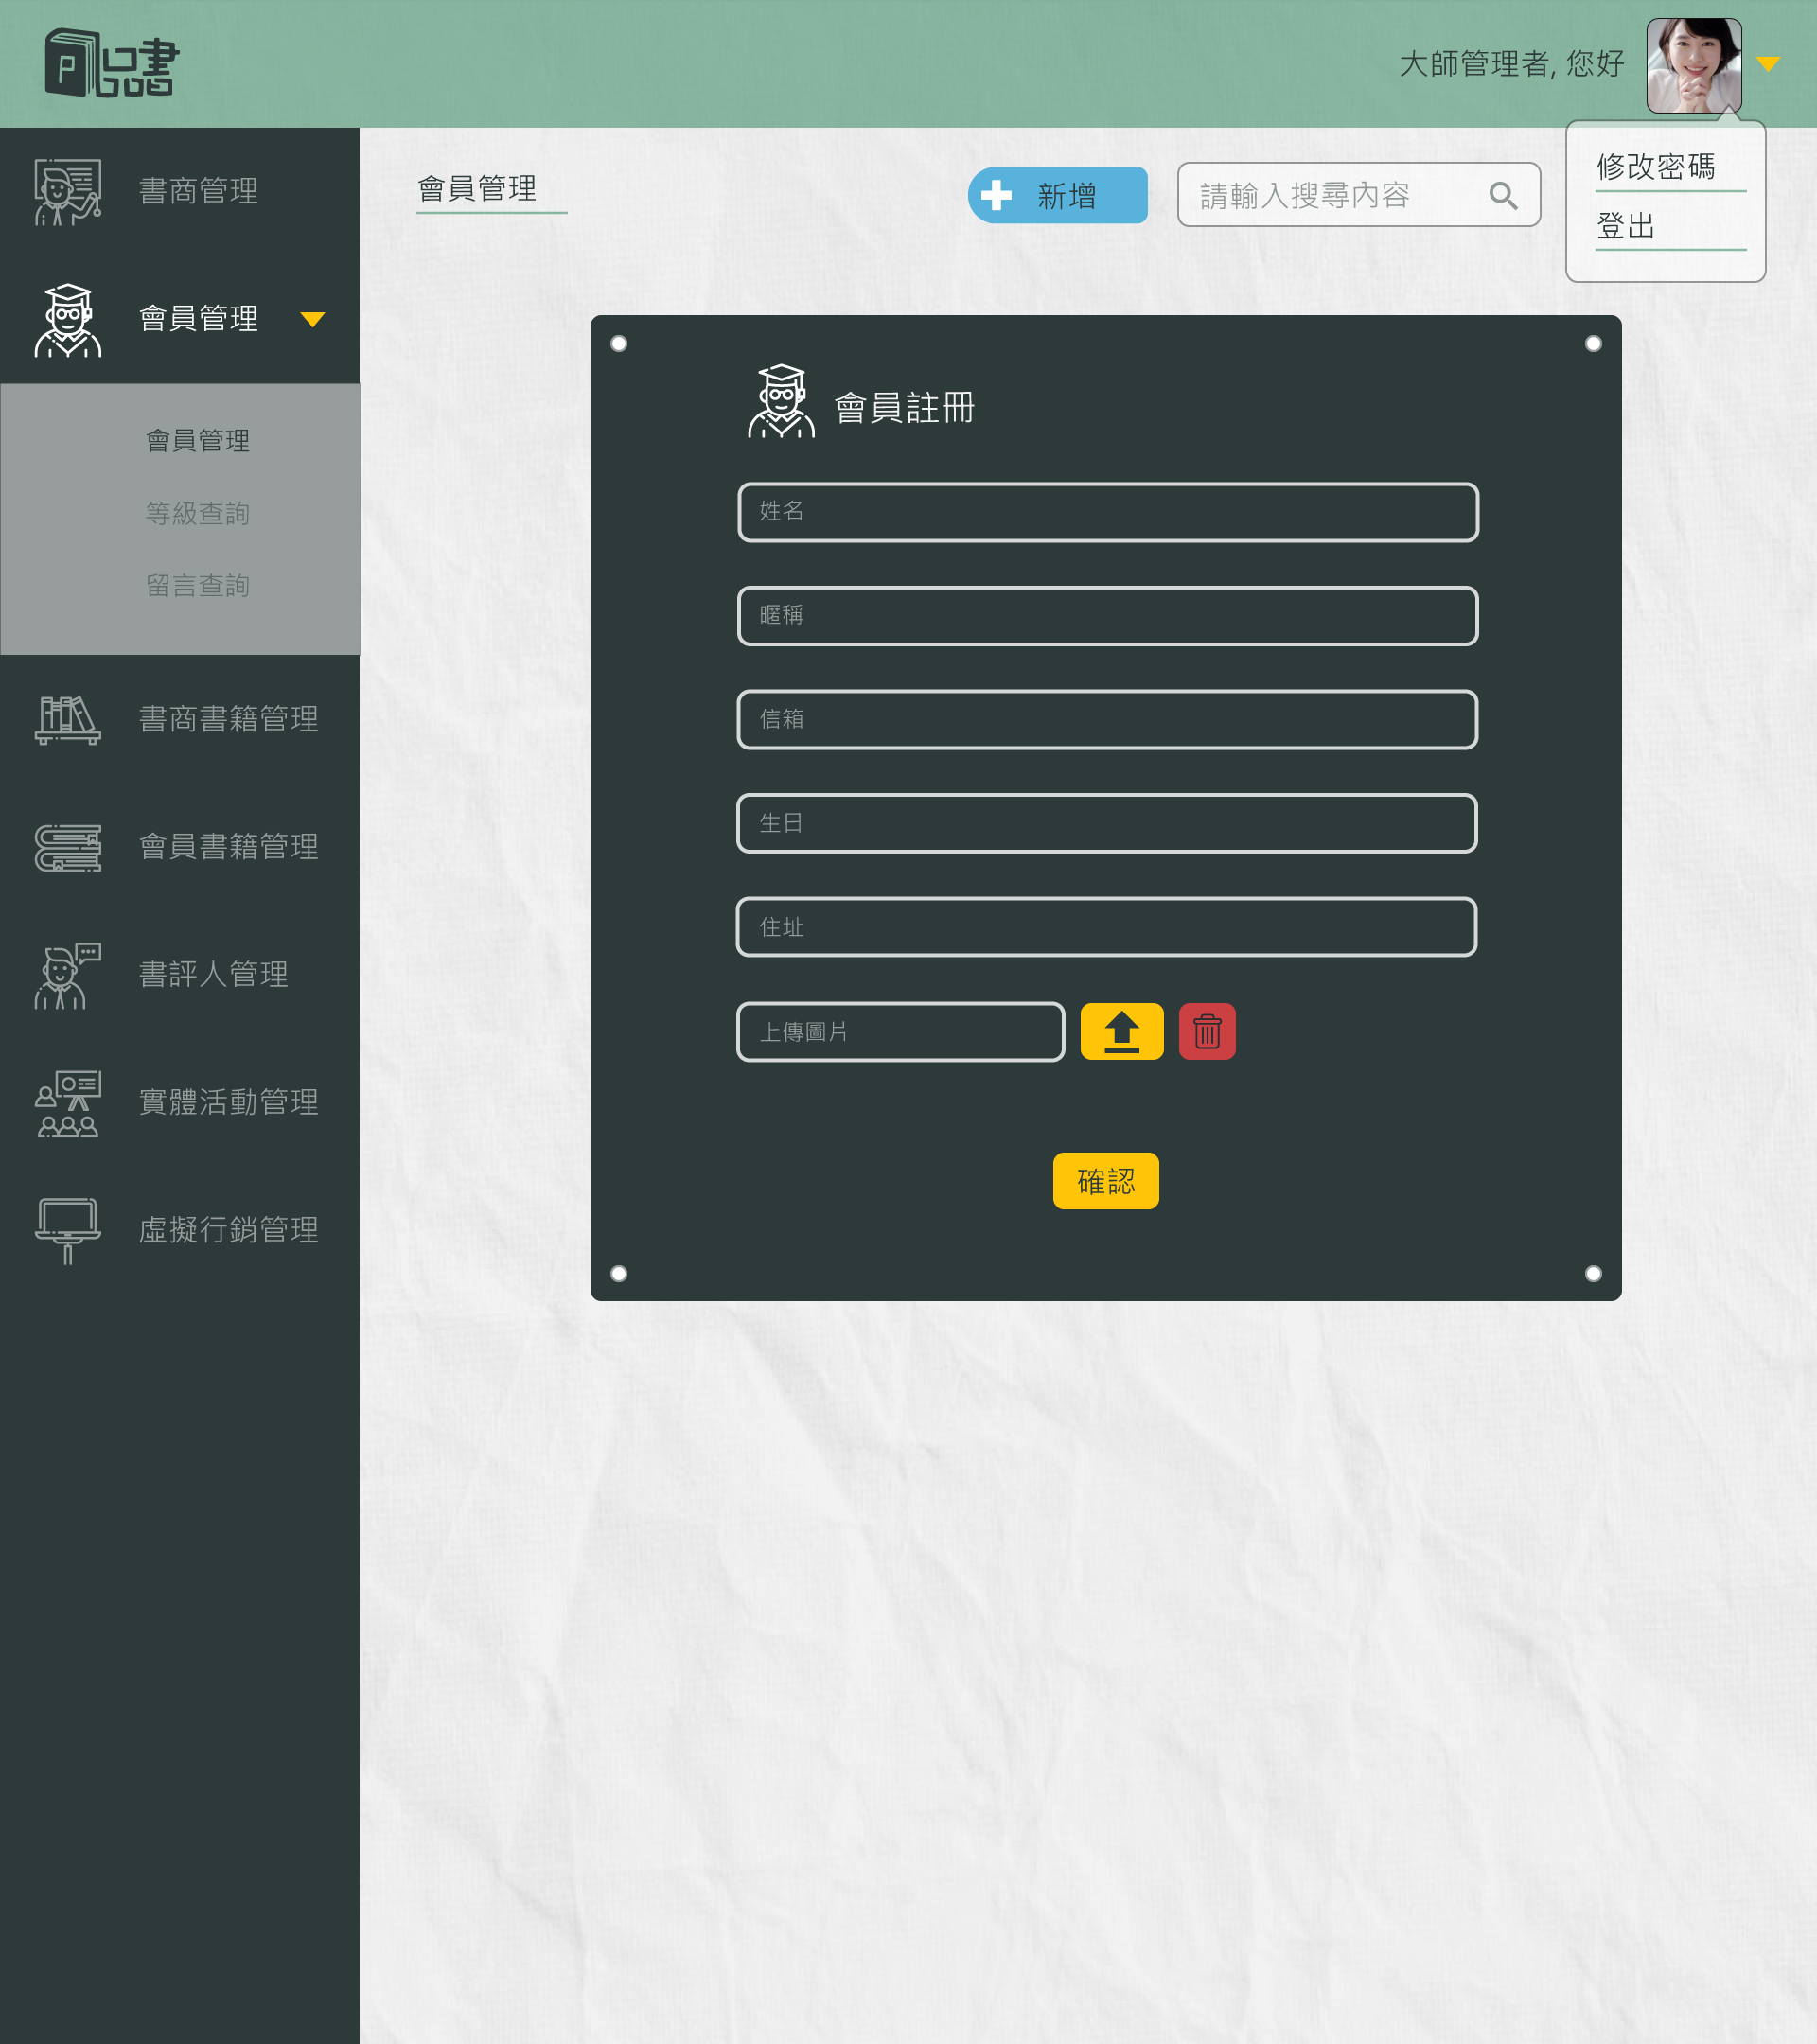 P品書
大師管理者, 您好
修改密碼
登出
書商管理
會員管理
會員管理
等級查詢
留言查詢
書商書籍管理
會員書籍管理
書評人管理
實體活動管理
虛擬行銷管理
會員管理
新增
請輸入搜尋內容
會員註冊
姓名
暱稱
信箱
生日
住址
上傳圖片
確認